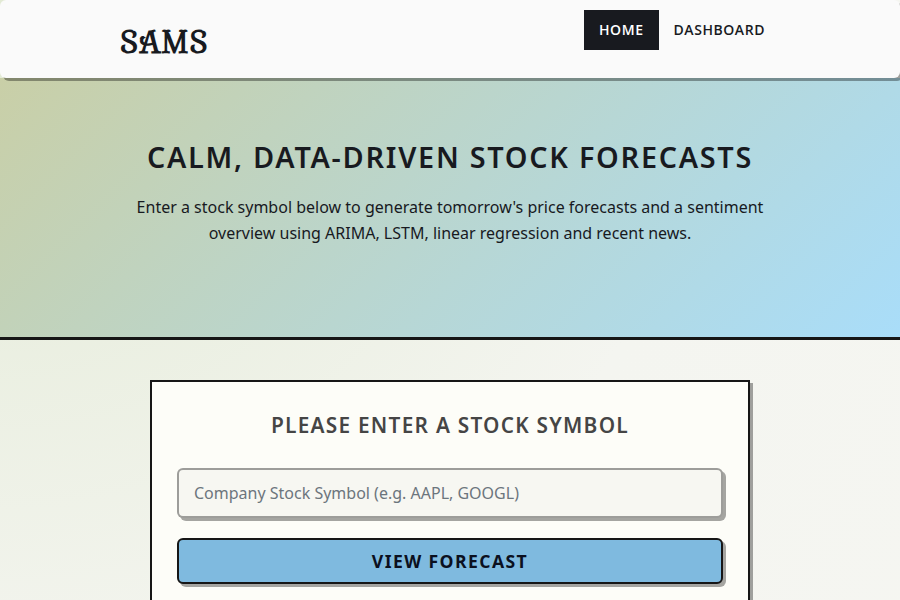 SAMS
HOME DASHBOARD
CALM, DATA-DRIVEN STOCK FORECASTS
Enter a stock symbol below to generate tomorrow's price forecasts and a sentiment
overview using ARIMA, LSTM, linear regression and recent news.
PLEASE ENTER A STOCK SYMBOL
Company Stock Symbol (e.g. AAPL, GOOGL)
VIEW FORECAST